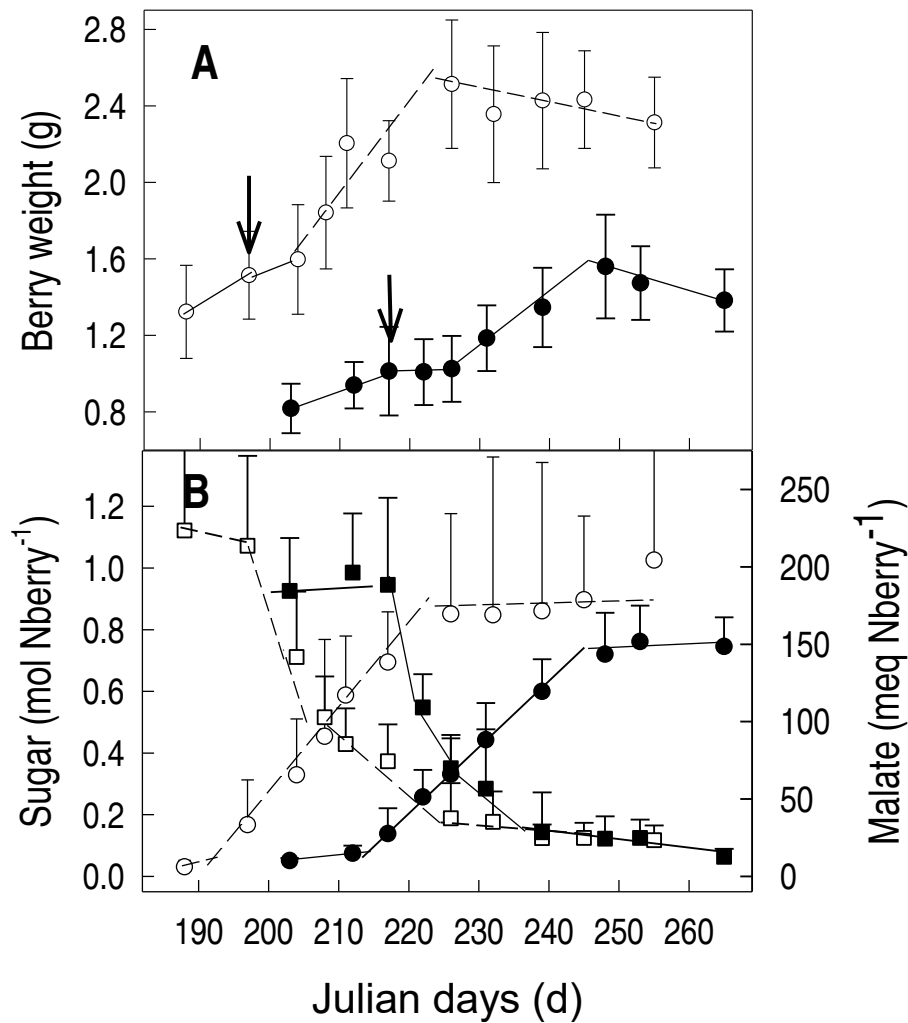 A
Berry weight (g)
2.8
2.4
2.0
1.6
1.2
0.8
B
Sugar (mol Nberry⁻¹)
1.2
1.0
0.8
0.6
0.4
0.2
0.0
250
200
150
100
50
0
Malate (meq Nberry⁻¹)
190 200 210 220 230 240 250 260
Julian days (d)